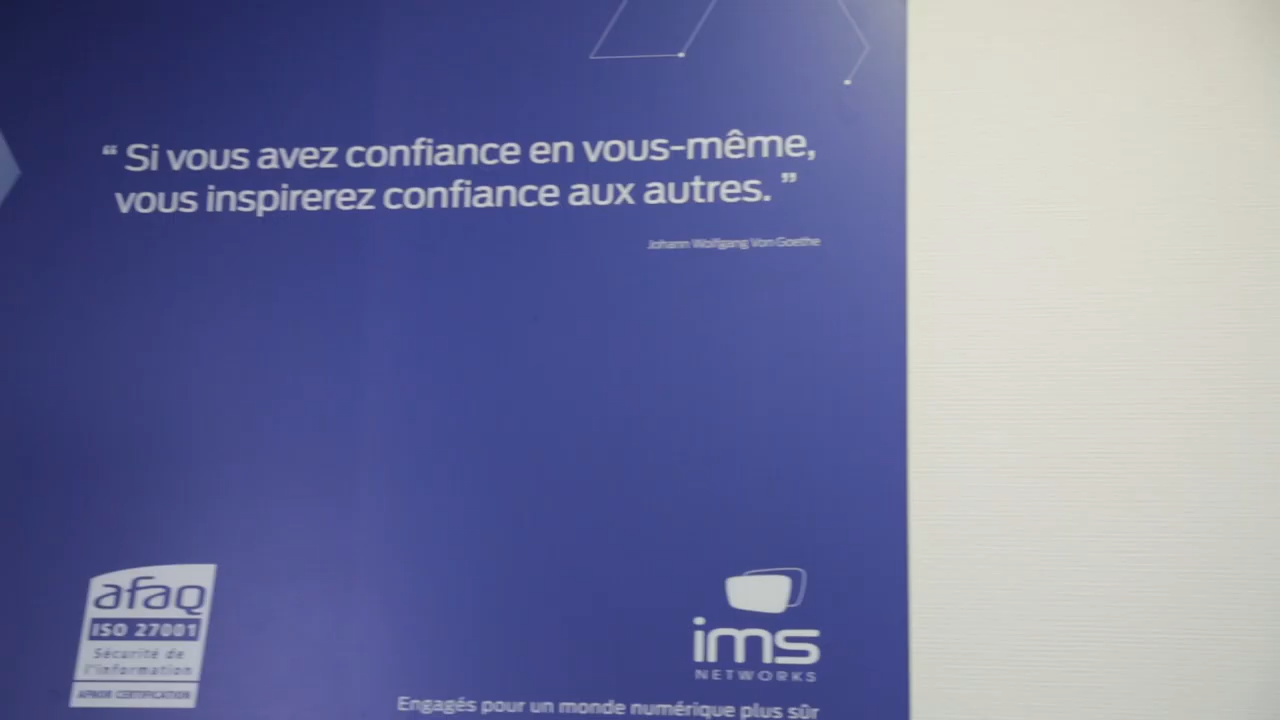 “ Si vous avez confiance en vous-même,
vous inspirerez confiance aux autres. ”
Johann Wolfgang Von Goethe
afaq
ISO 27001
Sécurité de
l'information
AFNOR CERTIFICATION
ims
NETWORKS
Engagés pour un monde numérique plus sûr